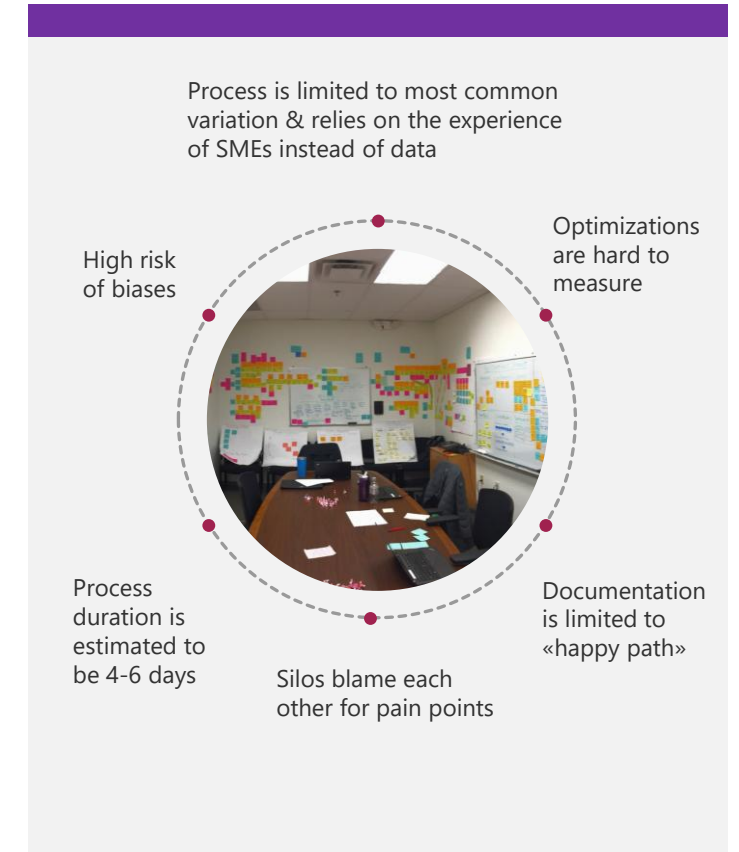 Process is limited to most common
variation & relies on the experience
of SMEs instead of data
Optimizations
are hard to
measure
High risk
of biases
Process
duration is
estimated to
be 4-6 days
Documentation
is limited to
«happy path»
Silos blame each
other for pain points